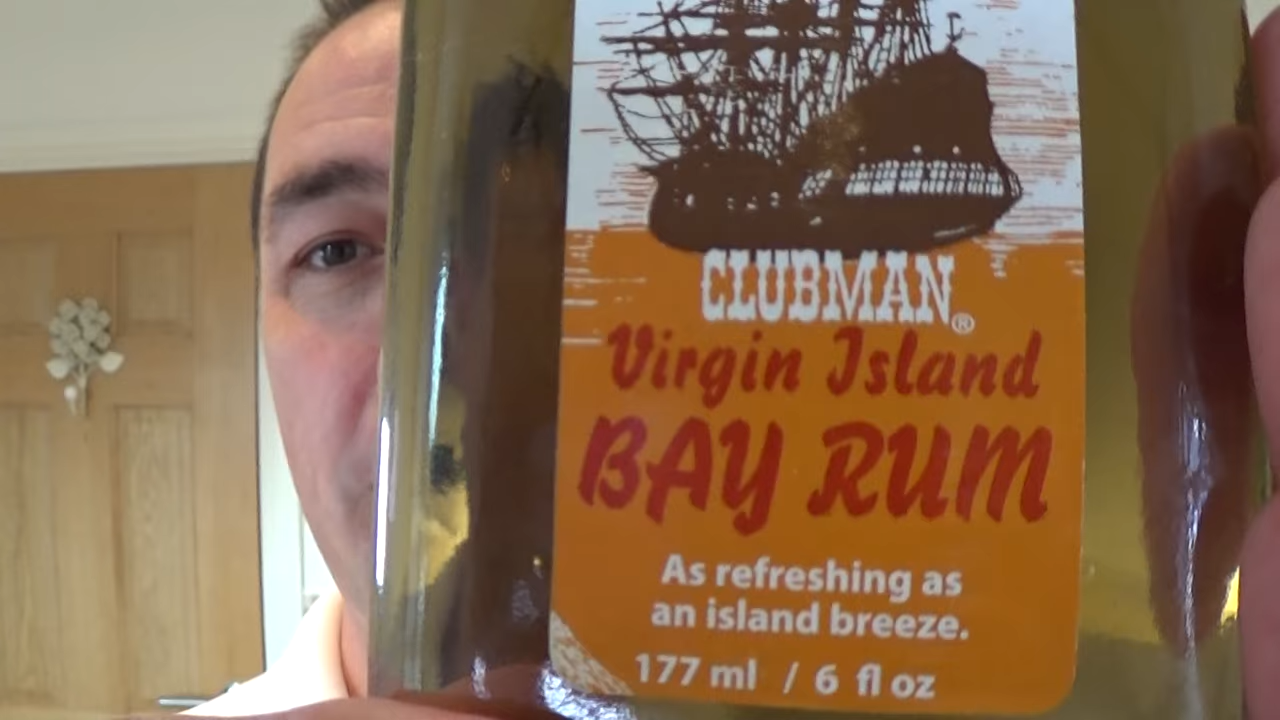 CLUBMAN®
Virgin Island
BAY RUM
As refreshing as
an island breeze.
177 ml / 6 fl oz